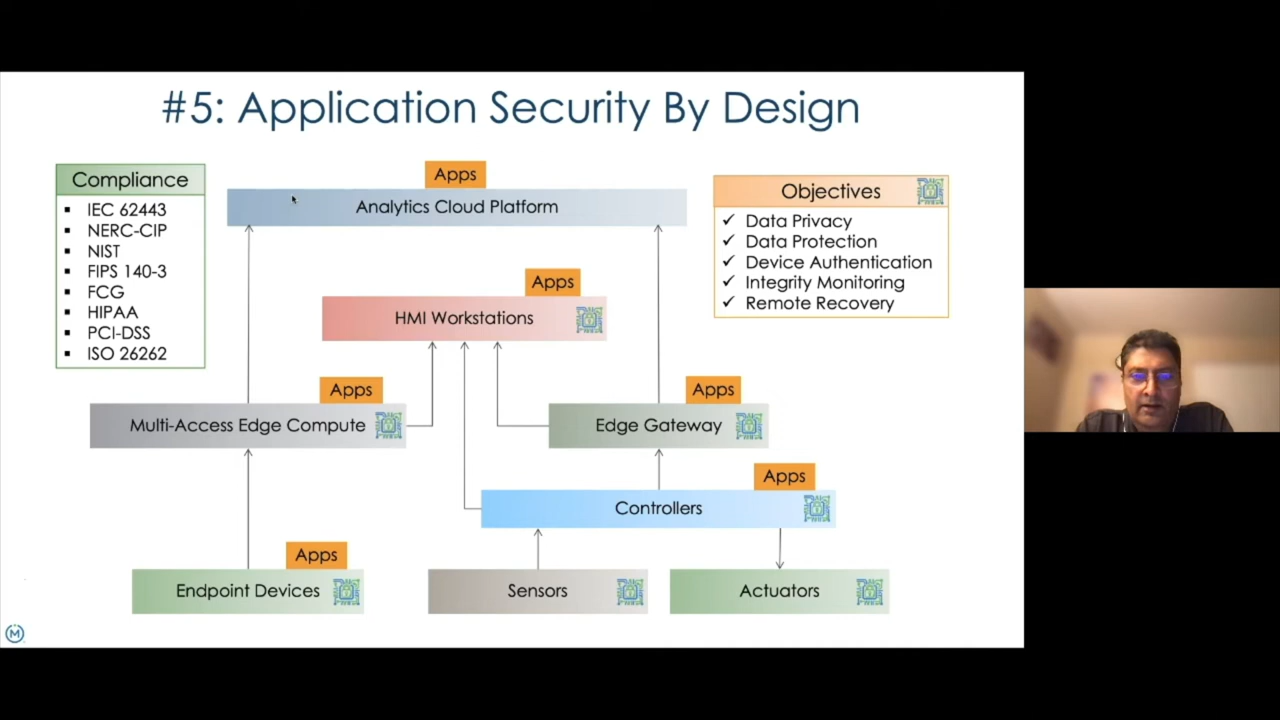 #5: Application Security By Design
Compliance
IEC 62443
NERC-CIP
NIST
FIPS 140-3
FCG
HIPAA
PCI-DSS
ISO 26262
Apps
Analytics Cloud Platform
Objectives
✓ Data Privacy
✓ Data Protection
✓ Device Authentication
✓ Integrity Monitoring
✓ Remote Recovery
Apps
HMI Workstations
Apps
Multi-Access Edge Compute
Apps
Edge Gateway
Apps
Controllers
Apps
Endpoint Devices
Sensors
Actuators
M